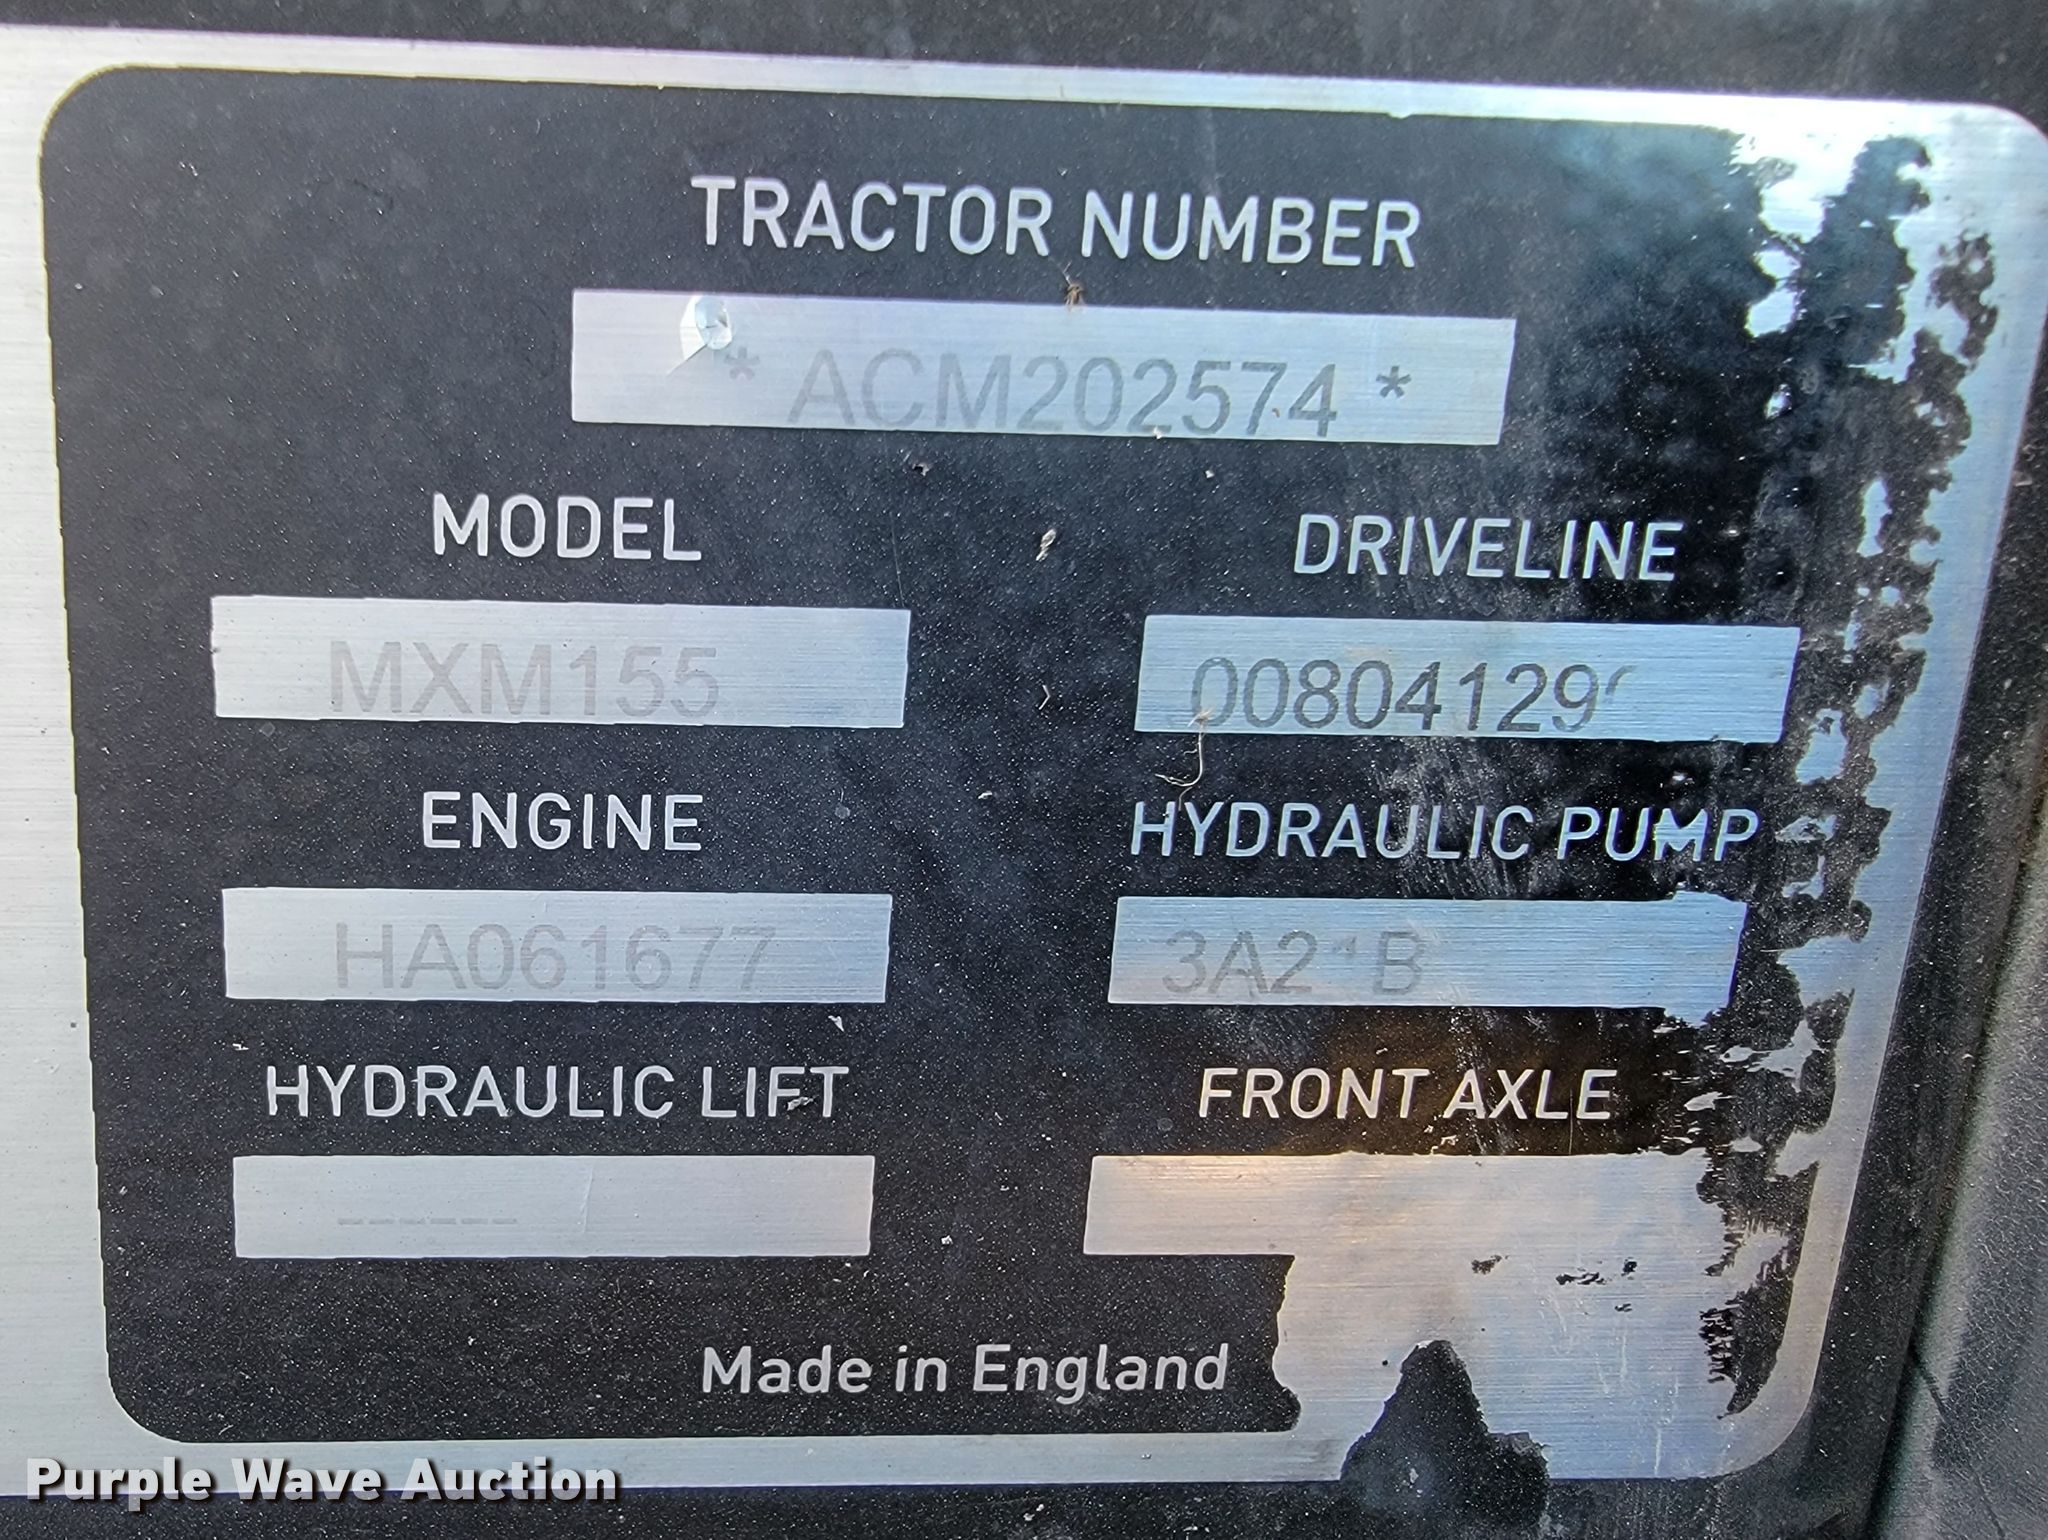 TRACTOR NUMBER
* ACM202574 *
MODEL DRIVELINE
MXM155
ENGINE HYDRAULIC PUMP
HA061677
HYDRAULIC LIFT FRONT AXLE
------
Made in England
Purple Wave Auction